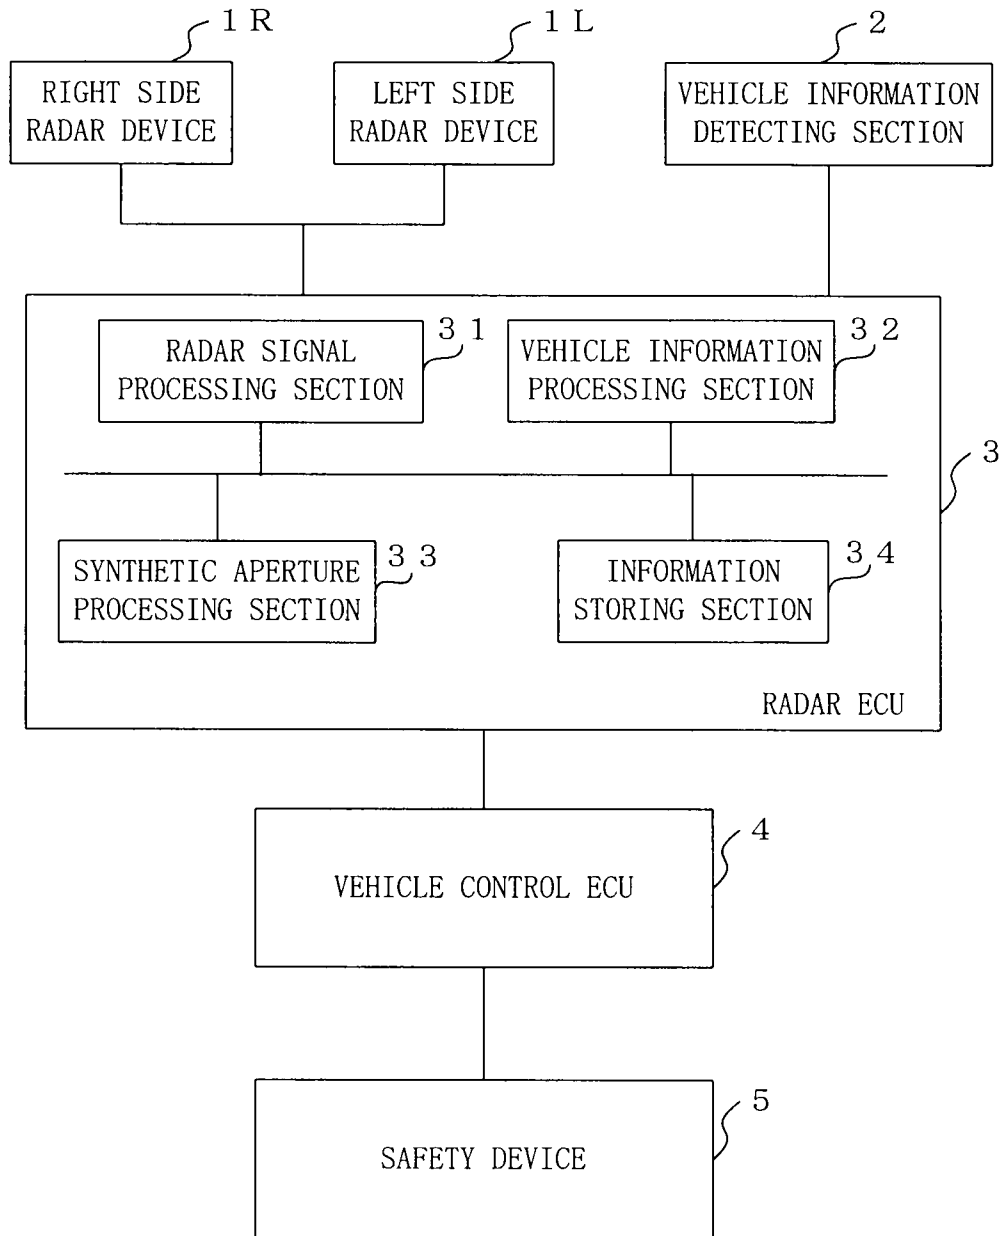 1R
1L
2
RIGHT SIDE
RADAR DEVICE
LEFT SIDE
RADAR DEVICE
VEHICLE INFORMATION
DETECTING SECTION
31
32
RADAR SIGNAL
PROCESSING SECTION
VEHICLE INFORMATION
PROCESSING SECTION
3
33
34
SYNTHETIC APERTURE
PROCESSING SECTION
INFORMATION
STORING SECTION
RADAR ECU
4
VEHICLE CONTROL ECU
5
SAFETY DEVICE